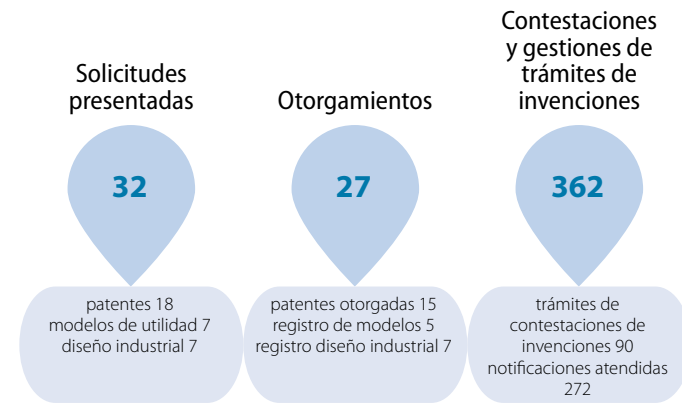 Solicitudes
presentadas
32
patentes 18
modelos de utilidad 7
diseño industrial 7
Otorgamientos
27
patentes otorgadas 15
registro de modelos 5
registro diseño industrial 7
Contestaciones
y gestiones de
trámites de
invenciones
362
trámites de
contestaciones de
invenciones 90
notificaciones atendidas
272